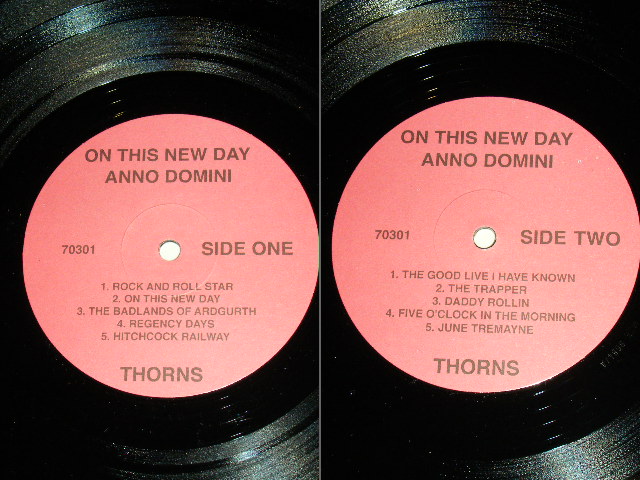 ON THIS NEW DAY
ANNO DOMINI
70301
SIDE ONE
1. ROCK AND ROLL STAR
2. ON THIS NEW DAY
3. THE BADLANDS OF ARDGURTH
4. REGENCY DAYS
5. HITCHCOCK RAILWAY
THORNS
ON THIS NEW DAY
ANNO DOMINI
70301
SIDE TWO
1. THE GOOD LIVE I HAVE KNOWN
2. THE TRAPPER
3. DADDY ROLLIN
4. FIVE O'CLOCK IN THE MORNING
5. JUNE TREMAYNE
THORNS